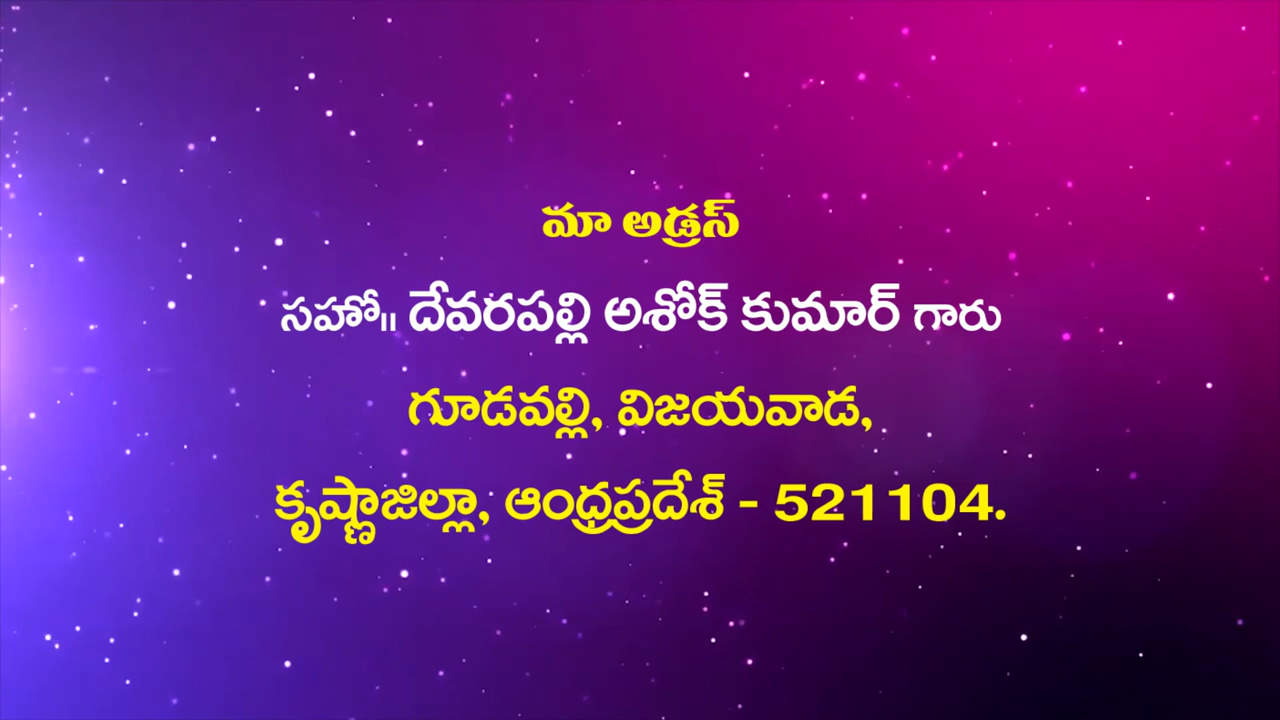 మా అడ్రస్
సహో॥ దేవరపల్లి అశోక్ కుమార్ గారు
గూడవల్లి, విజయవాడ,
కృష్ణాజిల్లా, ఆంధ్రప్రదేశ్ - 521104.